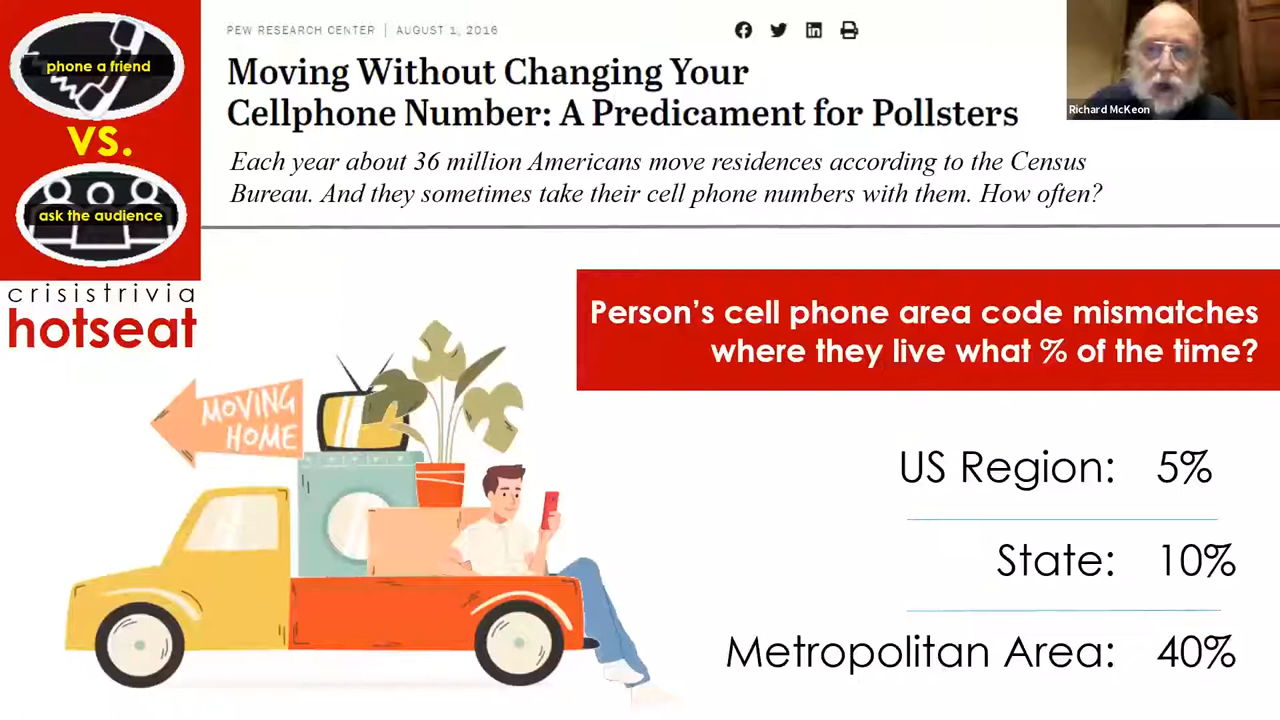 phone a friend
vs.
ask the audience
crisistrivia
hotseat
PEW RESEARCH CENTER | AUGUST 1, 2016
Moving Without Changing Your
Cellphone Number: A Predicament for Pollsters
Each year about 36 million Americans move residences according to the Census
Bureau. And they sometimes take their cell phone numbers with them. How often?
Richard McKeon
Person's cell phone area code mismatches
where they live what % of the time?
MOVING
HOME
US Region: 5%
State: 10%
Metropolitan Area: 40%